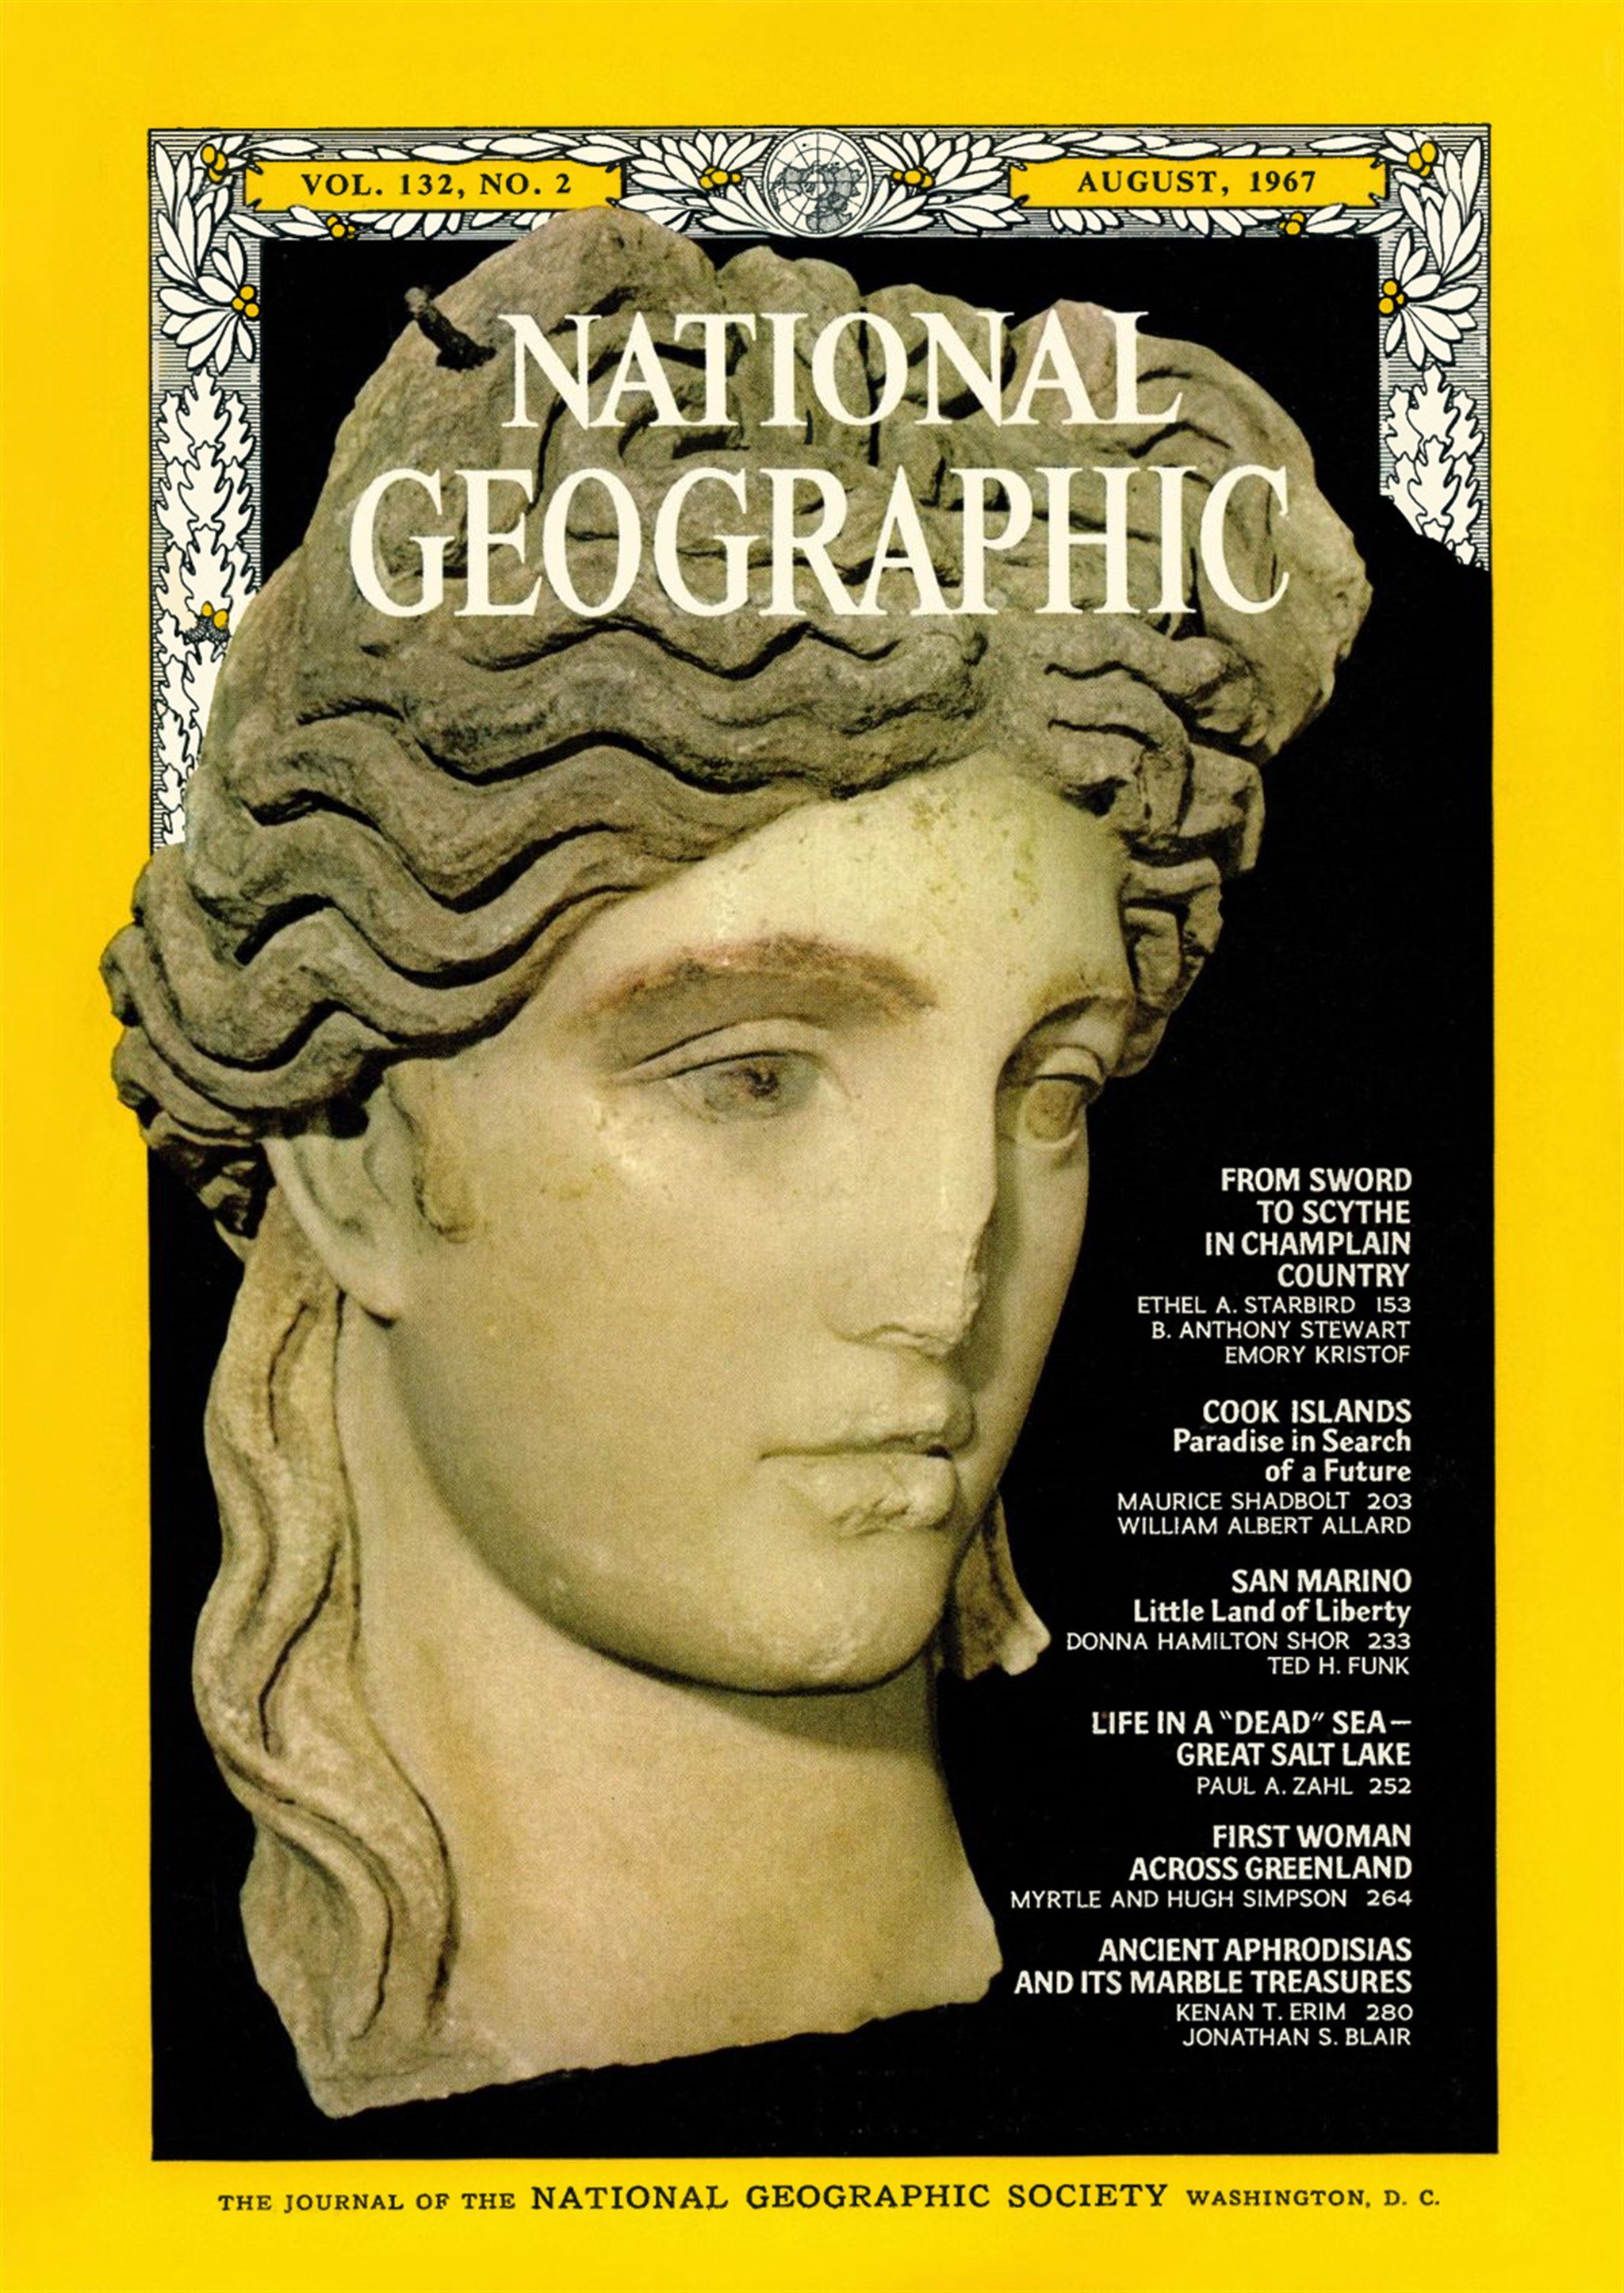 VOL. 132, NO. 2
AUGUST, 1967
NATIONAL
GEOGRAPHIC
FROM SWORD
TO SCYTHE
IN CHAMPLAIN
COUNTRY
ETHEL A. STARBIRD 153
B. ANTHONY STEWART
EMORY KRISTOF
COOK ISLANDS
Paradise in Search
of a Future
MAURICE SHADBOLT 203
WILLIAM ALBERT ALLARD
SAN MARINO
Little Land of Liberty
DONNA HAMILTON SHOR 233
TED H. FUNK
LIFE IN A "DEAD" SEA—
GREAT SALT LAKE
PAUL A. ZAHL 252
FIRST WOMAN
ACROSS GREENLAND
MYRTLE AND HUGH SIMPSON 264
ANCIENT APHRODISIAS
AND ITS MARBLE TREASURES
KENAN T. ERIM 280
JONATHAN S. BLAIR
THE JOURNAL OF THE NATIONAL GEOGRAPHIC SOCIETY WASHINGTON, D. C.